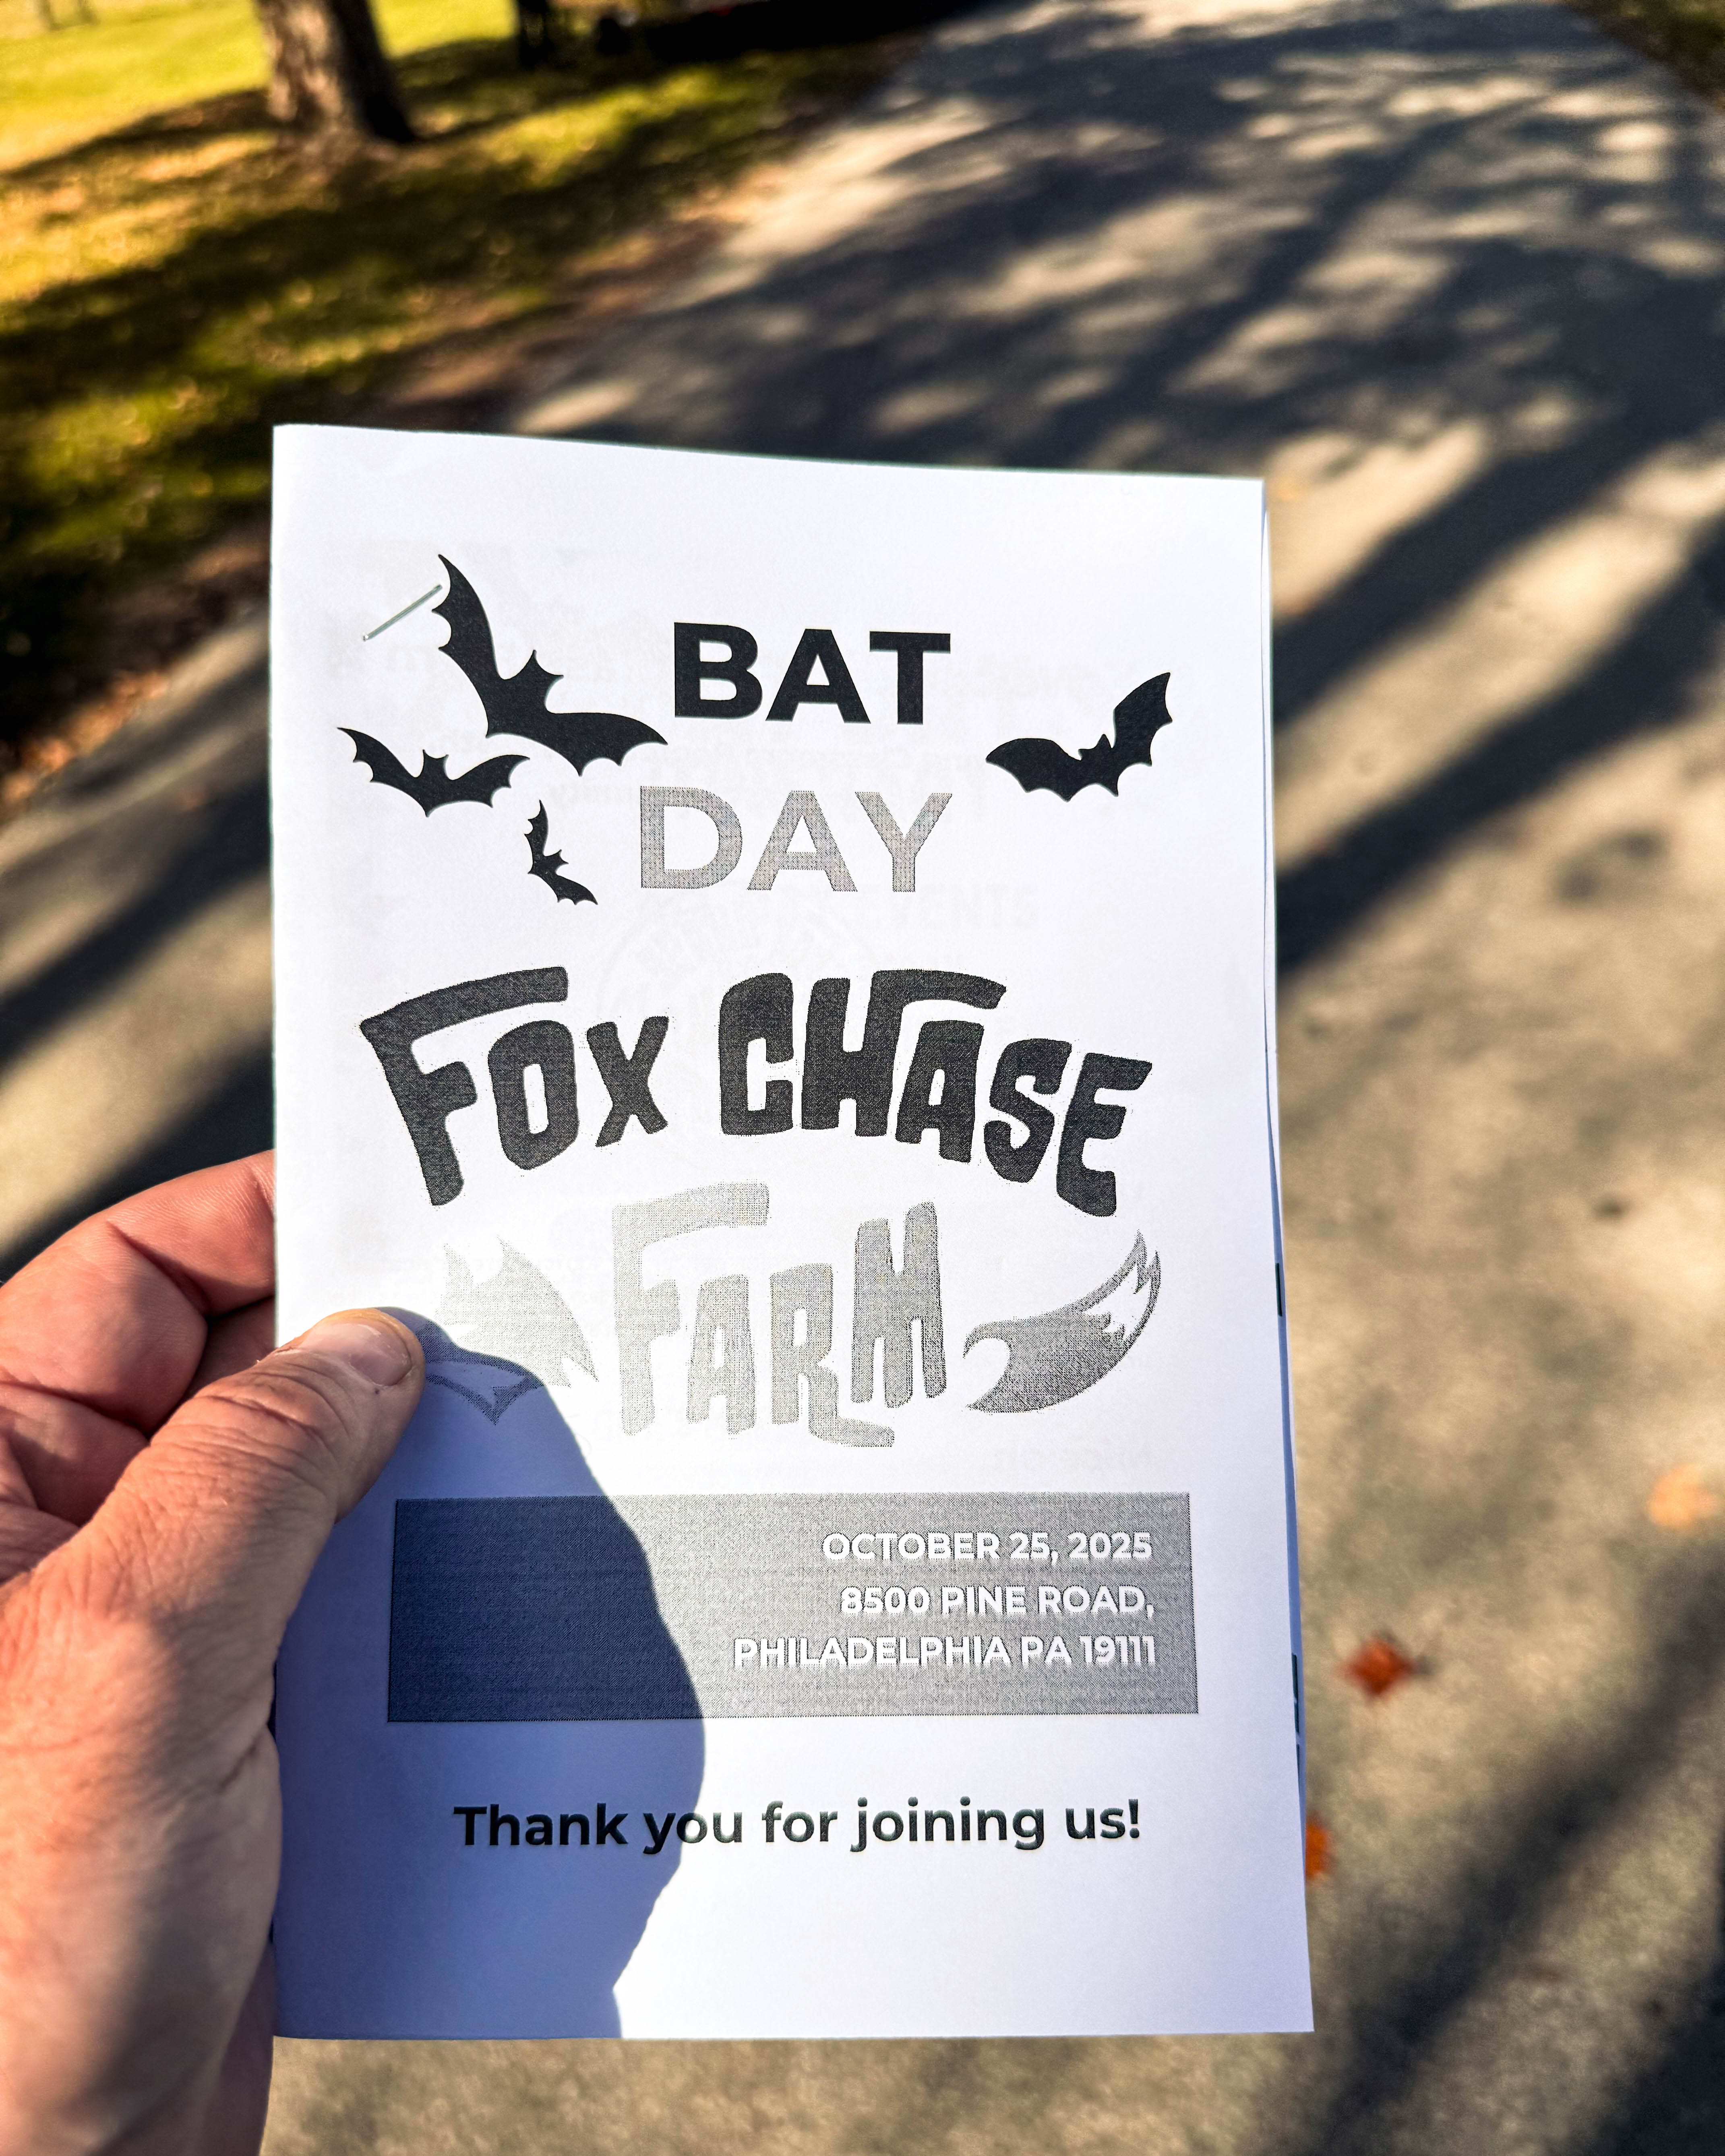 BAT
DAY
FOX CHASE
FARM
OCTOBER 25, 2025
8500 PINE ROAD,
PHILADELPHIA PA 19111
Thank you for joining us!